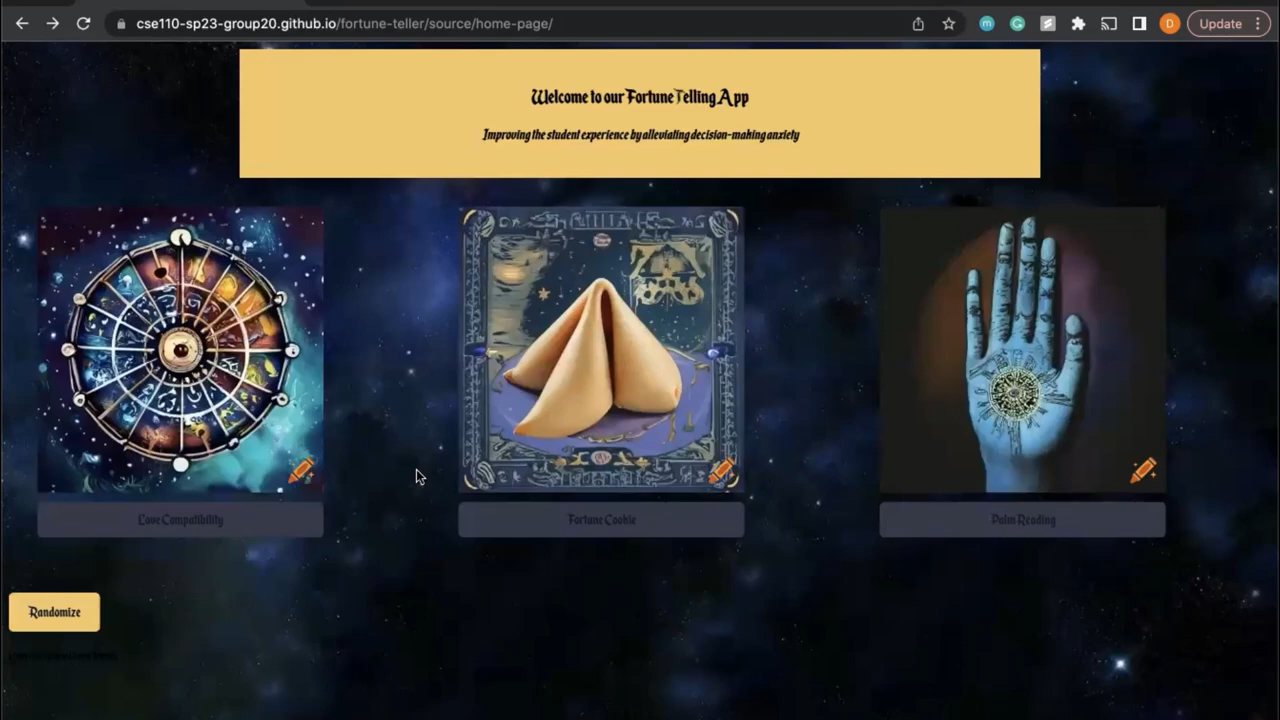 cse110-sp23-group20.github.io/fortune-teller/source/home-page/
D
Update
Welcome to our Fortune Telling App
Improving the student experience by alleviating decision-making anxiety
Love Compatibility
Fortune Cookie
Palm Reading
Randomize